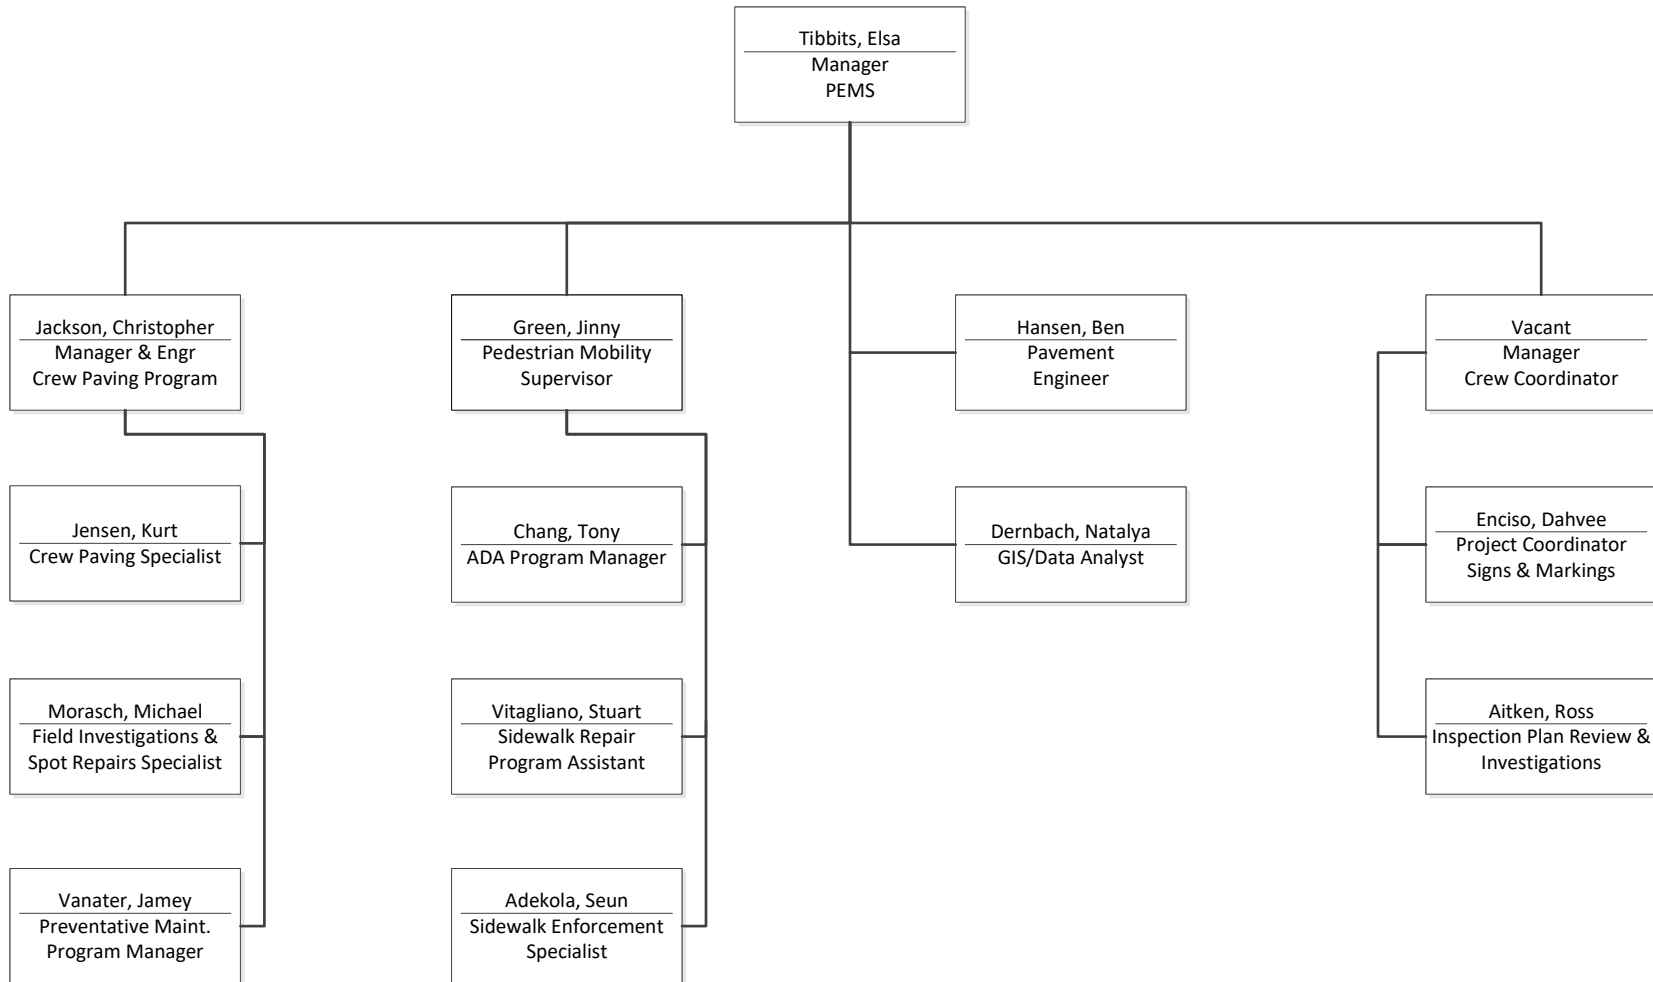 Tibbits, Elsa
Manager
PEMS
Jackson, Christopher
Manager & Engr
Crew Paving Program
Green, Jinny
Pedestrian Mobility
Supervisor
Hansen, Ben
Pavement
Engineer
Vacant
Manager
Crew Coordinator
Jensen, Kurt
Crew Paving Specialist
Chang, Tony
ADA Program Manager
Dernbach, Natalya
GIS/Data Analyst
Enciso, Dahvee
Project Coordinator
Signs & Markings
Morasch, Michael
Field Investigations &
Spot Repairs Specialist
Vitagliano, Stuart
Sidewalk Repair
Program Assistant
Aitken, Ross
Inspection Plan Review &
Investigations
Vanater, Jamey
Preventative Maint.
Program Manager
Adekola, Seun
Sidewalk Enforcement
Specialist